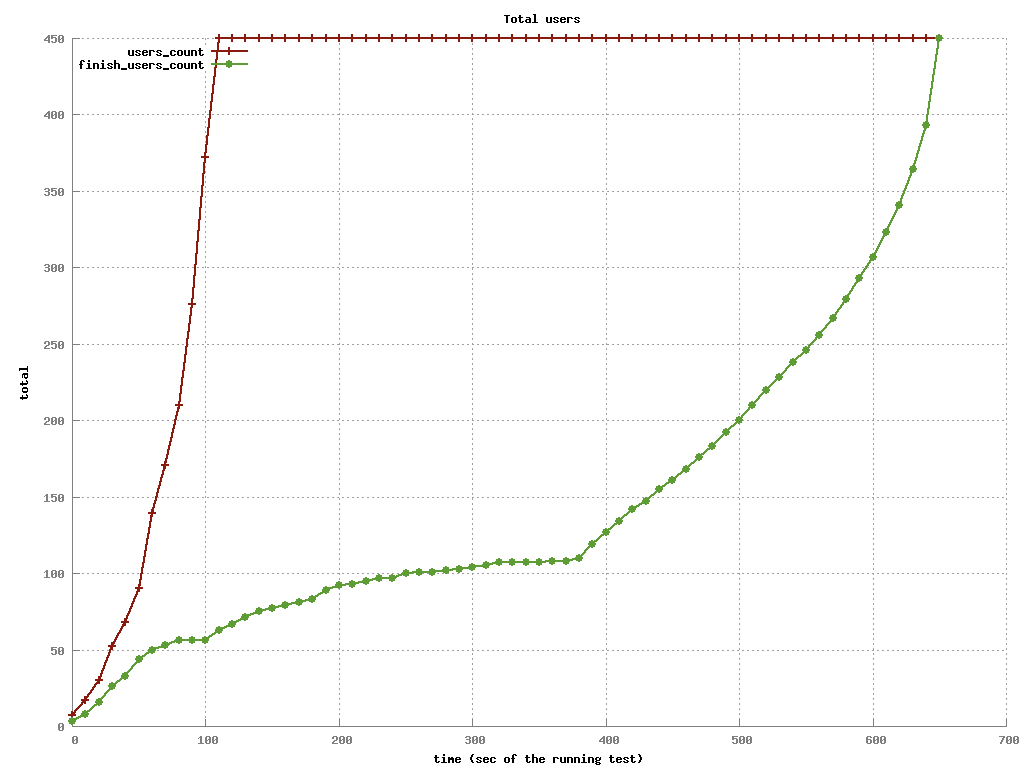 Total users
users_count
finish_users_count
450
400
350
300
250
200
150
100
50
0
total
0 100 200 300 400 500 600 700
time (sec of the running test)